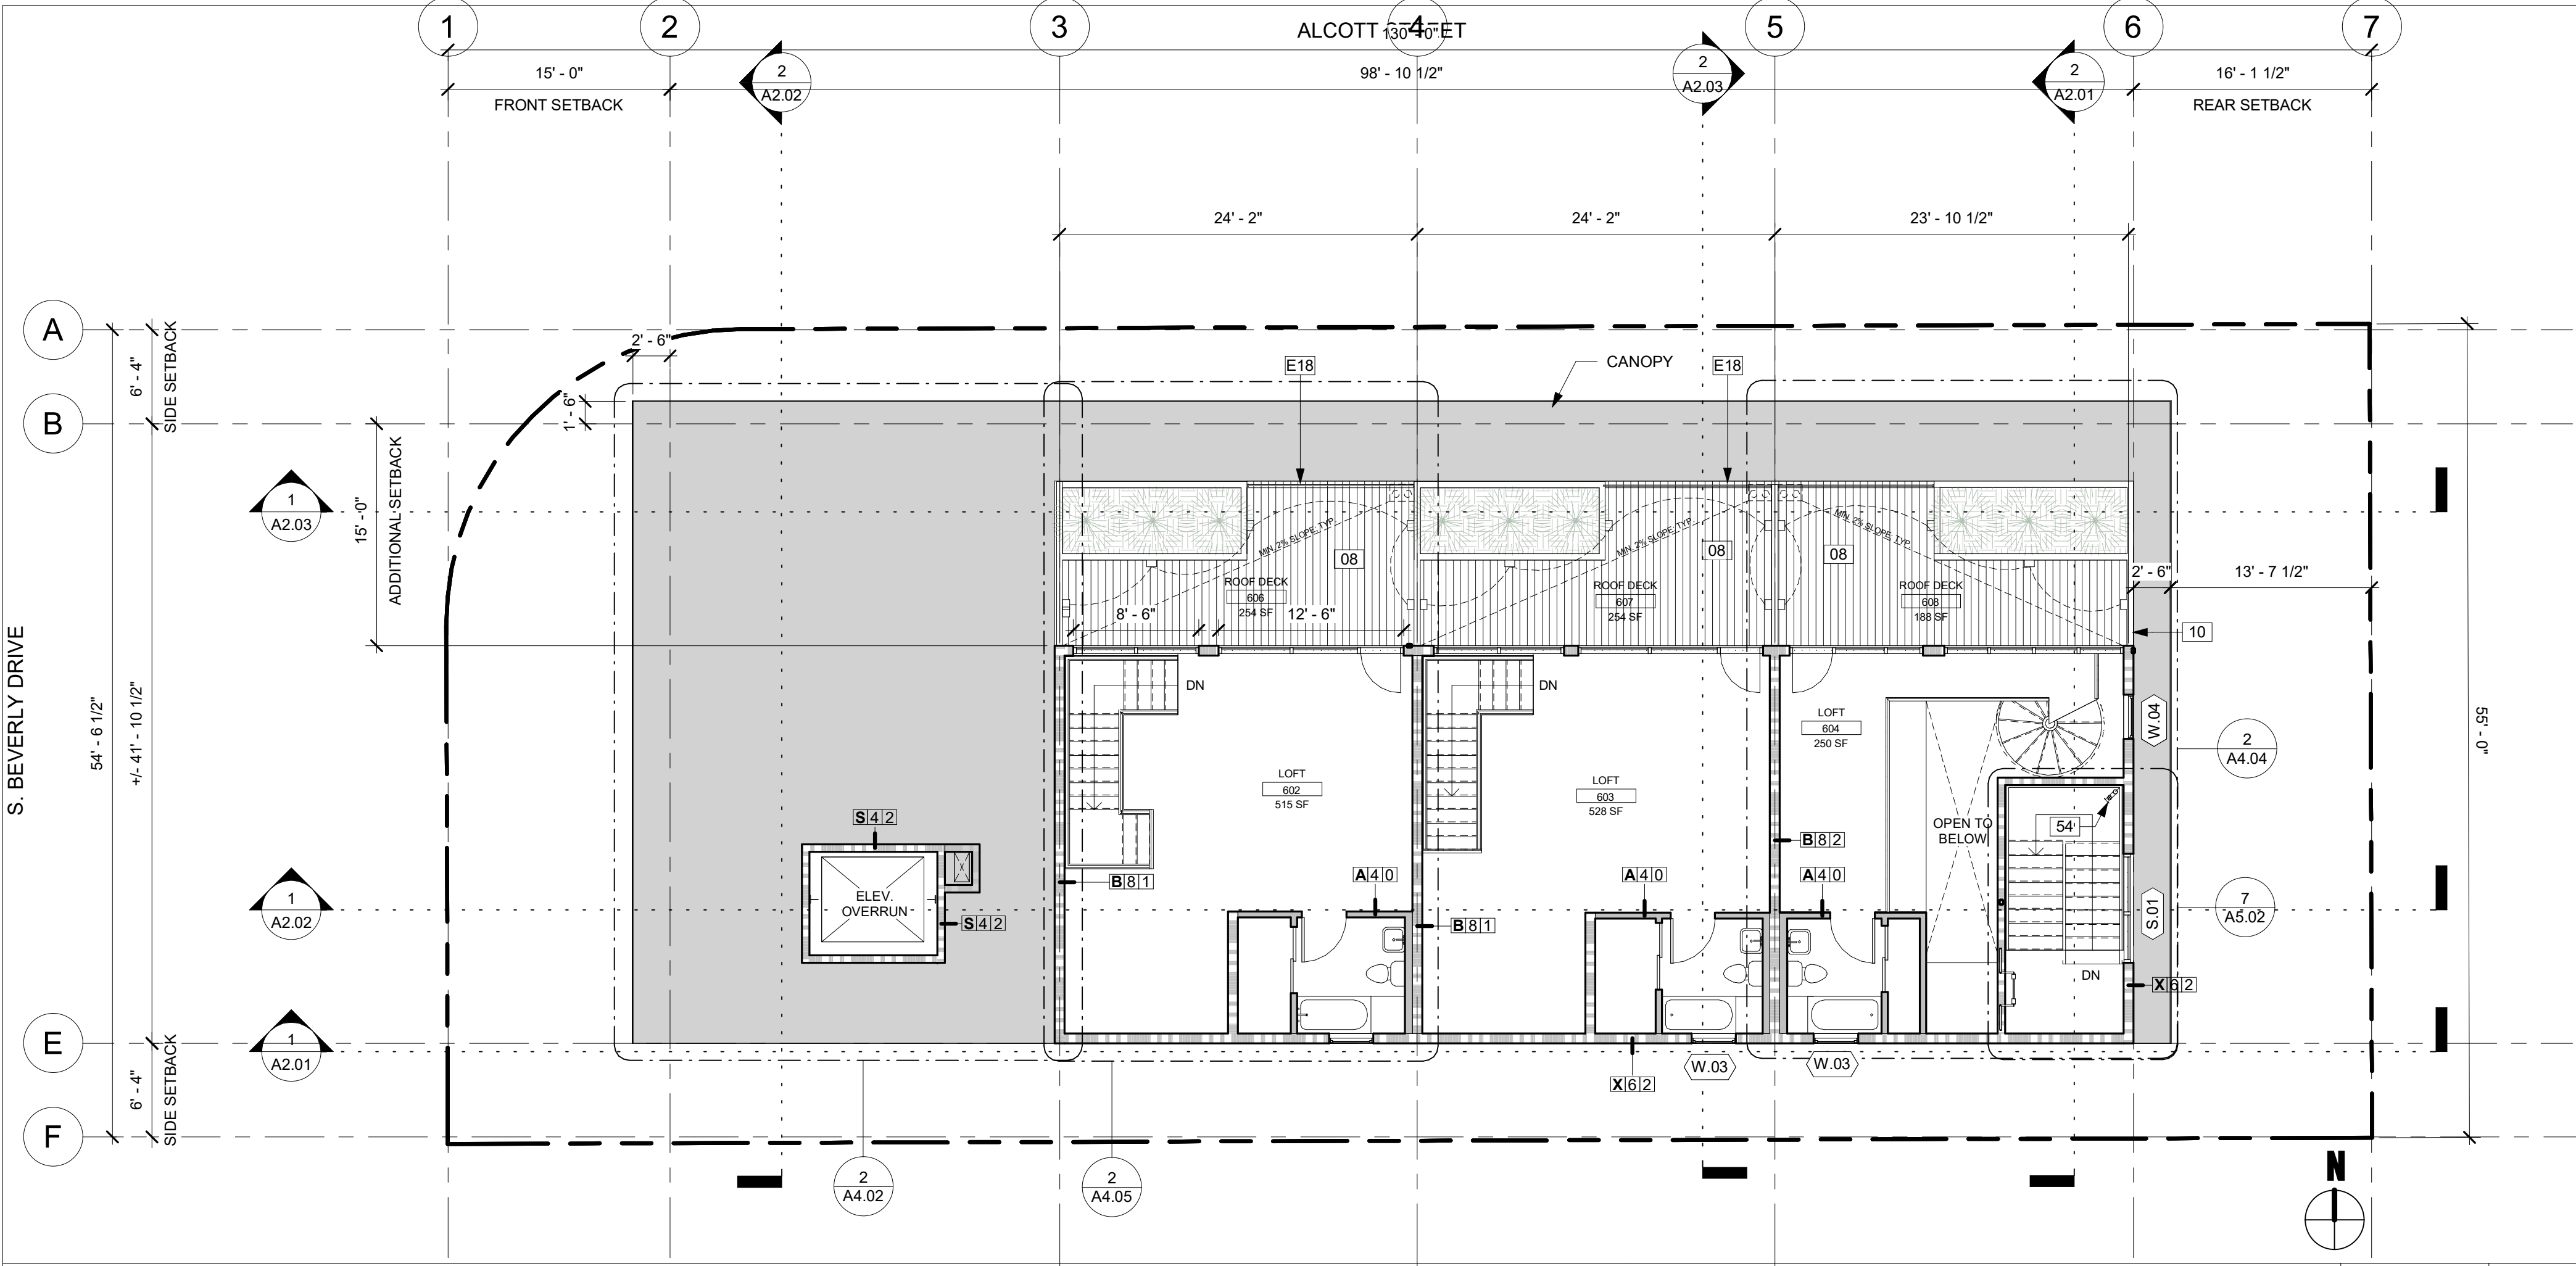 1
2
3
4
5
6
7
ALCOTT STREET
130' - 0"
15' - 0"
98' - 10 1/2"
16' - 1 1/2"
FRONT SETBACK
REAR SETBACK
2
A2.02
2
A2.03
2
A2.01
24' - 2"
24' - 2"
23' - 10 1/2"
A
B
E
F
S. BEVERLY DRIVE
54' - 6 1/2"
6' - 4"
SIDE SETBACK
+/- 41' - 10 1/2"
6' - 4"
SIDE SETBACK
15' -0"
ADDITIONAL SETBACK
2' - 6"
1' - 6"
1
A2.03
1
A2.02
1
A2.01
E18
CANOPY
E18
MIN. 2% SLOPE, TYP
MIN. 2% SLOPE, TYP
MIN. 2% SLOPE, TYP
08
08
08
ROOF DECK
606
254 SF
ROOF DECK
607
254 SF
ROOF DECK
608
188 SF
8' - 6"
12' - 6"
2' - 6"
13' - 7 1/2"
10
DN
DN
LOFT
602
515 SF
LOFT
603
528 SF
LOFT
604
250 SF
OPEN TO
BELOW
54
DN
W.04
S.01
2
A4.04
7
A5.02
55' - 0"
S42
ELEV.
OVERRUN
S42
B81
A40
B81
A40
B82
A40
X62
X62
W.03
W.03
2
A4.02
2
A4.05
N